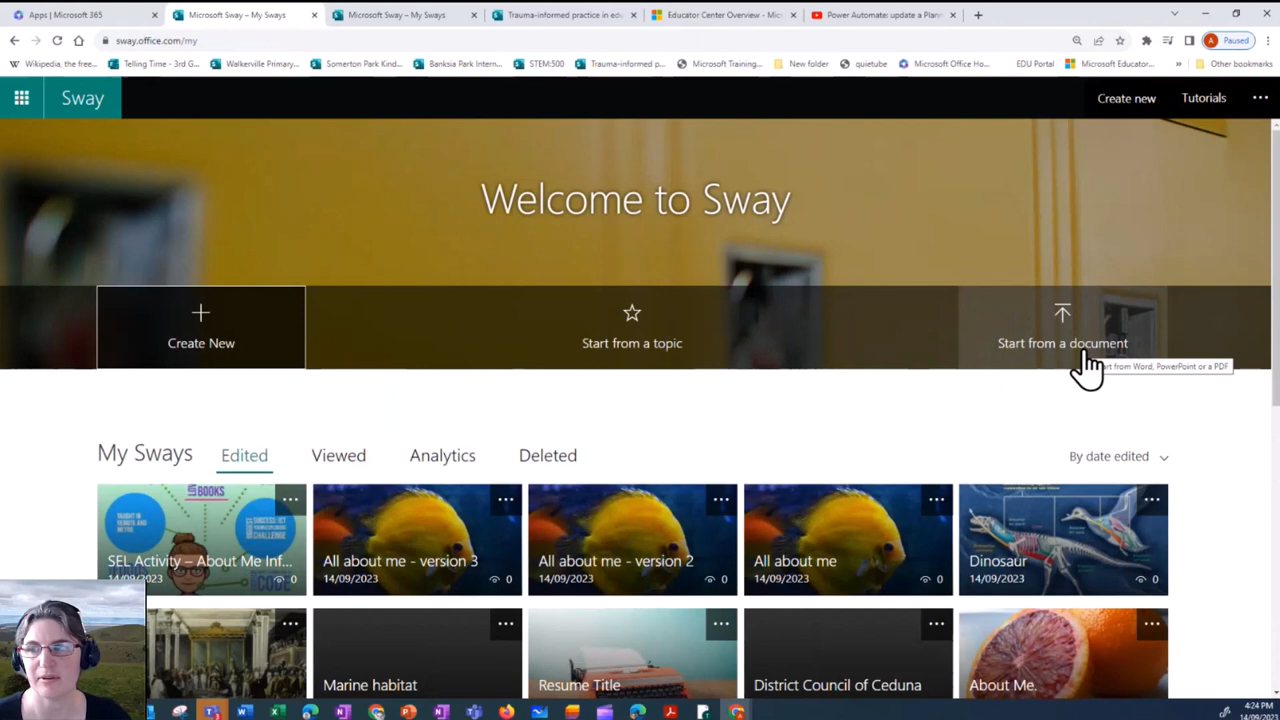 Apps | Microsoft 365
Microsoft Sway – My Sways
Microsoft Sway – My Sways
Trauma-informed practice in edu
Educator Center Overview - Micr
Power Automate: update a Plann
sway.office.com/my
Paused
Wikipedia, the free...
Telling Time - 3rd G...
Walkerville Primary...
Somerton Park Kind...
Banksia Park Intern...
STEM:500
Trauma-informed p...
Microsoft Training...
New folder
quietube
Microsoft Office Ho...
EDU Portal
Microsoft Educator...
Other bookmarks
Sway
Create new
Tutorials
Welcome to Sway
Create New
Start from a topic
Start from a document
art from Word, PowerPoint or a PDF
My Sways
Edited
Viewed
Analytics
Deleted
By date edited
BOOKS
SEL Activity – About Me Inf...
14/09/2023
0
All about me - version 3
14/09/2023
0
All about me - version 2
14/09/2023
0
All about me
14/09/2023
0
Dinosaur
14/09/2023
0
CODE
Marine habitat
Resume Title
District Council of Ceduna
About Me.
4:24 PM
14/09/2023